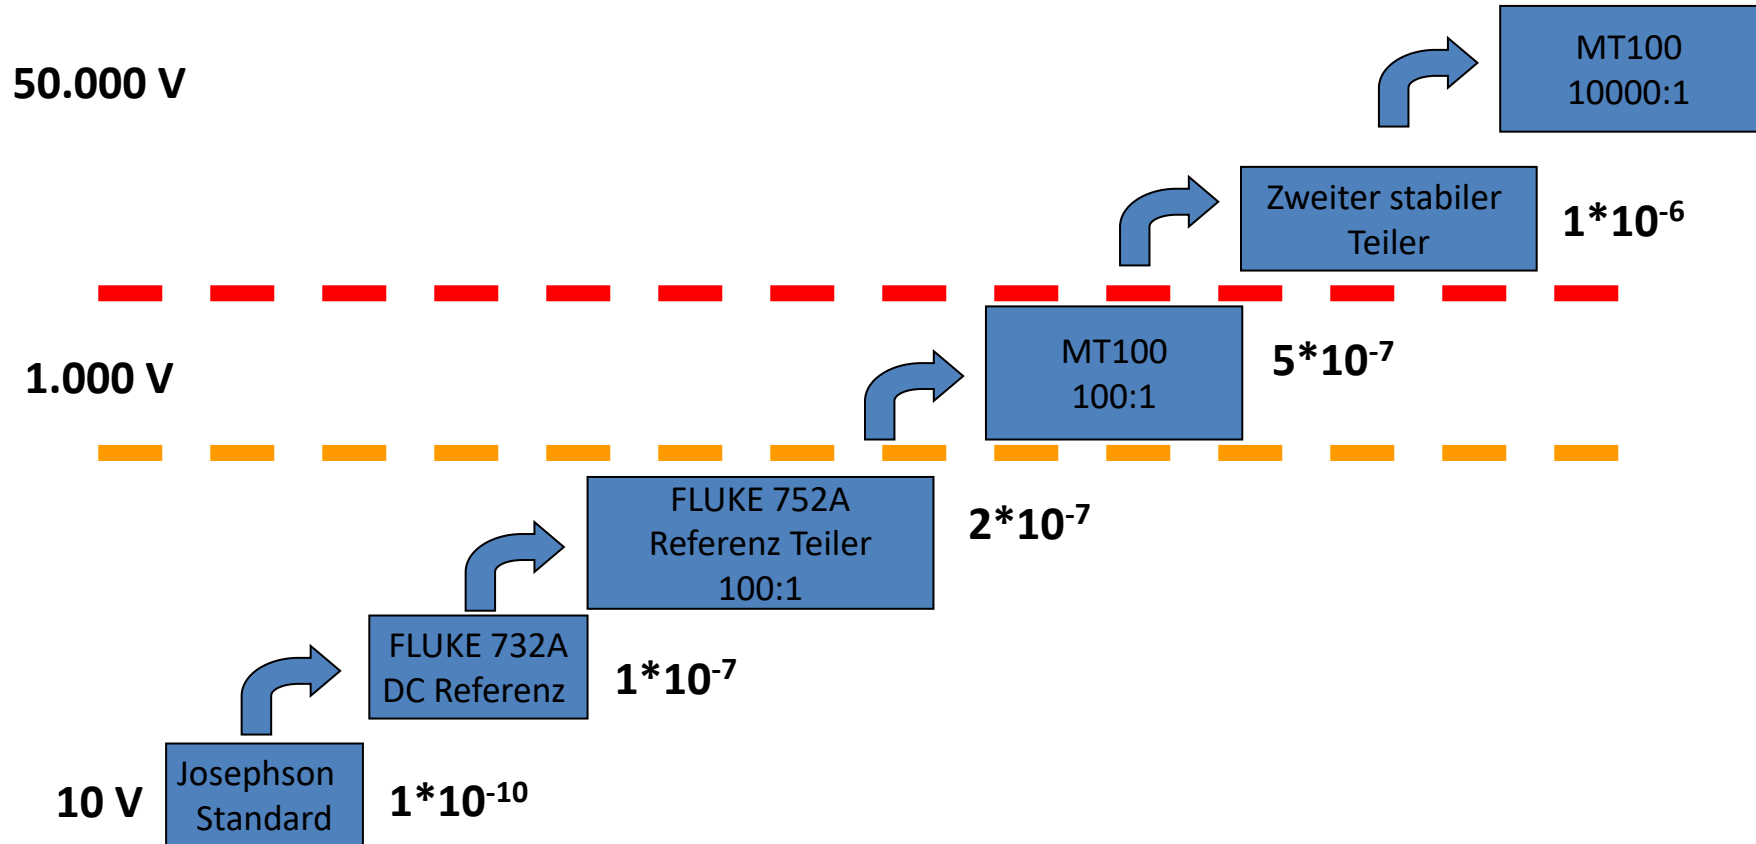 50.000 V
MT100
10000:1
Zweiter stabiler
Teiler
1*10⁻⁶
1.000 V
MT100
100:1
5*10⁻⁷
FLUKE 752A
Referenz Teiler
100:1
2*10⁻⁷
FLUKE 732A
DC Referenz
1*10⁻⁷
10 V
Josephson
Standard
1*10⁻¹⁰